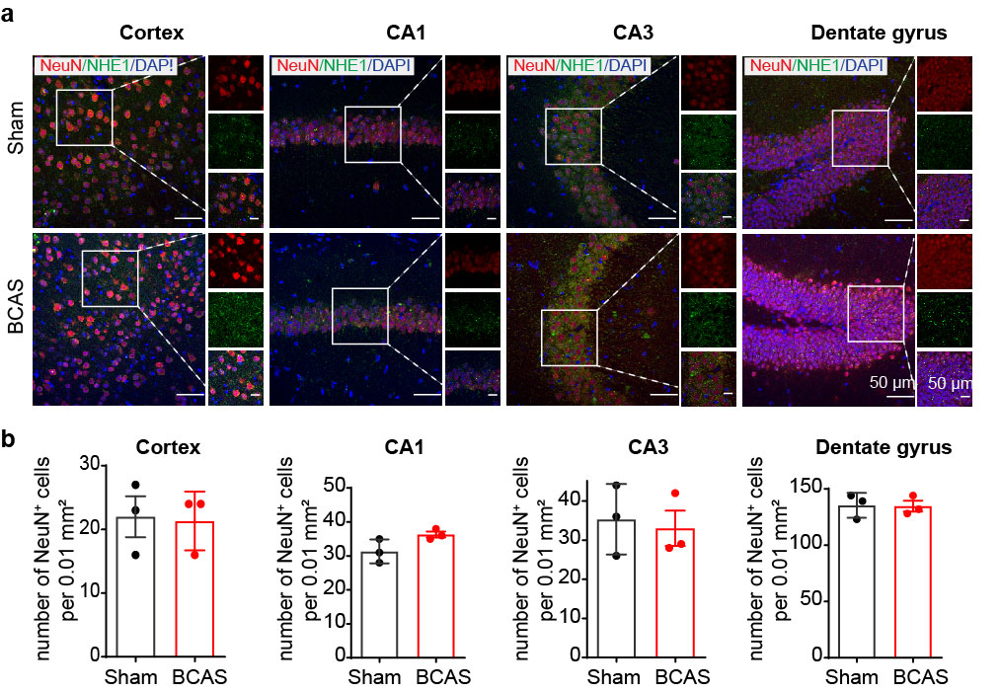 a
Cortex
CA1
CA3
Dentate gyrus
Sham
NeuN/NHE1/DAPI
NeuN/NHE1/DAPI
NeuN/NHE1/DAPI
NeuN/NHE1/DAPI
BCAS
50 μm
50 μm
b
Cortex
number of NeuN⁺ cells
per 0.01 mm²
30
20
10
0
Sham
BCAS
CA1
number of NeuN⁺ cells
per 0.01 mm²
50
40
30
20
10
0
Sham
BCAS
CA3
number of NeuN⁺ cells
per 0.01 mm²
40
30
20
10
0
Sham
BCAS
Dentate gyrus
number of NeuN⁺ cells
per 0.01 mm²
150
100
50
0
Sham
BCAS